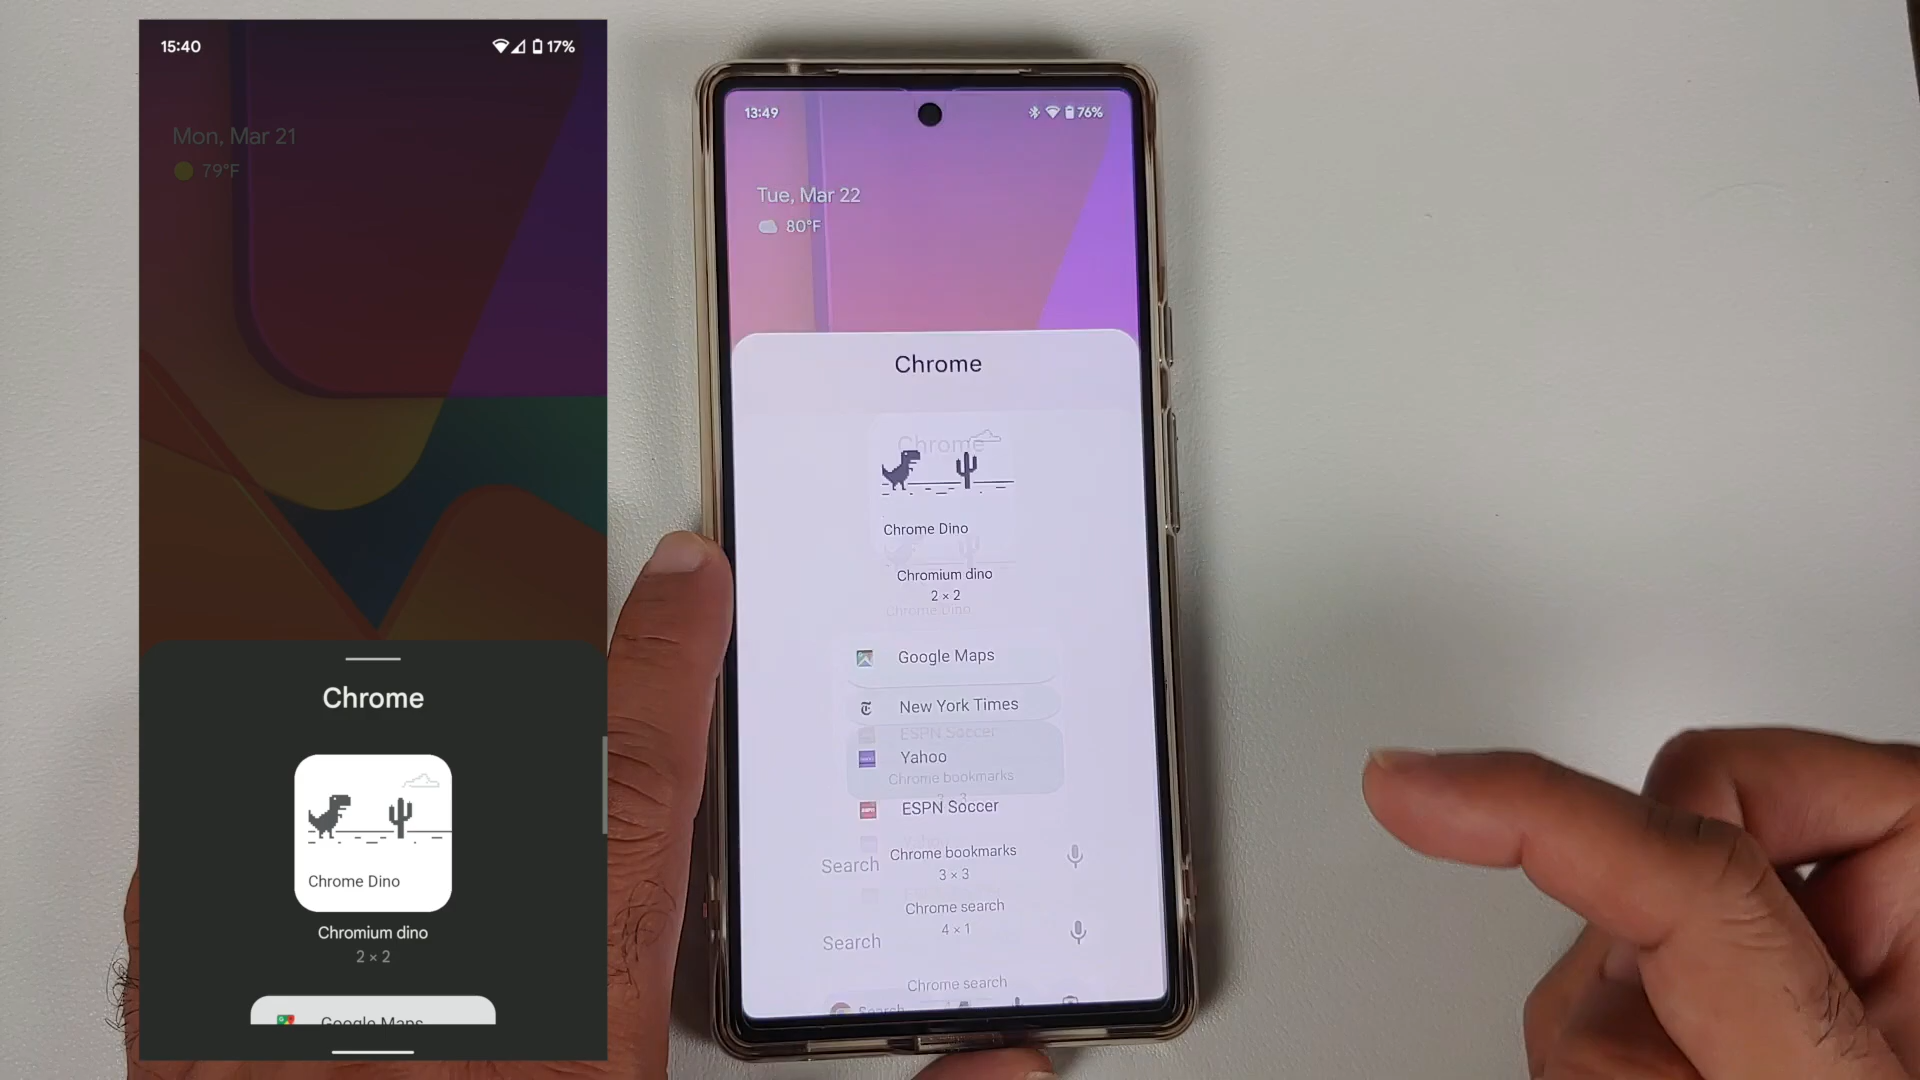 15:40
17%
Mon, Mar 21
79°F
Chrome
Chrome Dino
Chromium dino
2 × 2
Google Maps
13:49
76%
Tue, Mar 22
80°F
Chrome
Chrome
Chrome Dino
Chromium dino
2 × 2
Chrome Dino
Google Maps
New York Times
ESPN Soccer
Yahoo
Chrome bookmarks
ESPN Soccer
Search
Chrome bookmarks
3 × 3
Chrome search
4 × 1
Search
Chrome search
Search